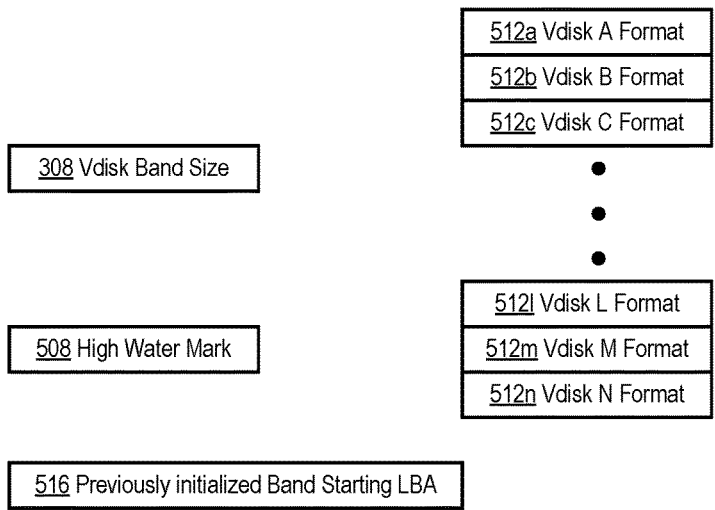 512a Vdisk A Format
512b Vdisk B Format
512c Vdisk C Format
308 Vdisk Band Size
512l Vdisk L Format
508 High Water Mark
512m Vdisk M Format
512n Vdisk N Format
516 Previously initialized Band Starting LBA